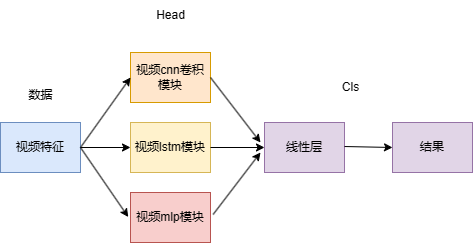 Head
数据
Cls
视频cnn卷积
模块
视频特征
视频lstm模块
线性层
结果
视频mlp模块